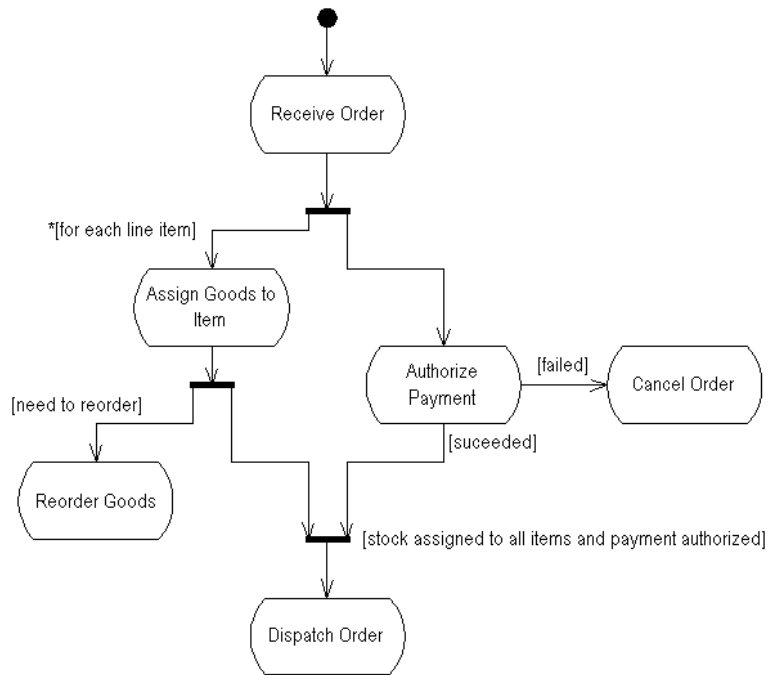 Receive Order
*[for each line item]
Assign Goods to
Item
Authorize
Payment
[failed]
Cancel Order
[need to reorder]
[suceeded]
Reorder Goods
[stock assigned to all items and payment authorized]
Dispatch Order